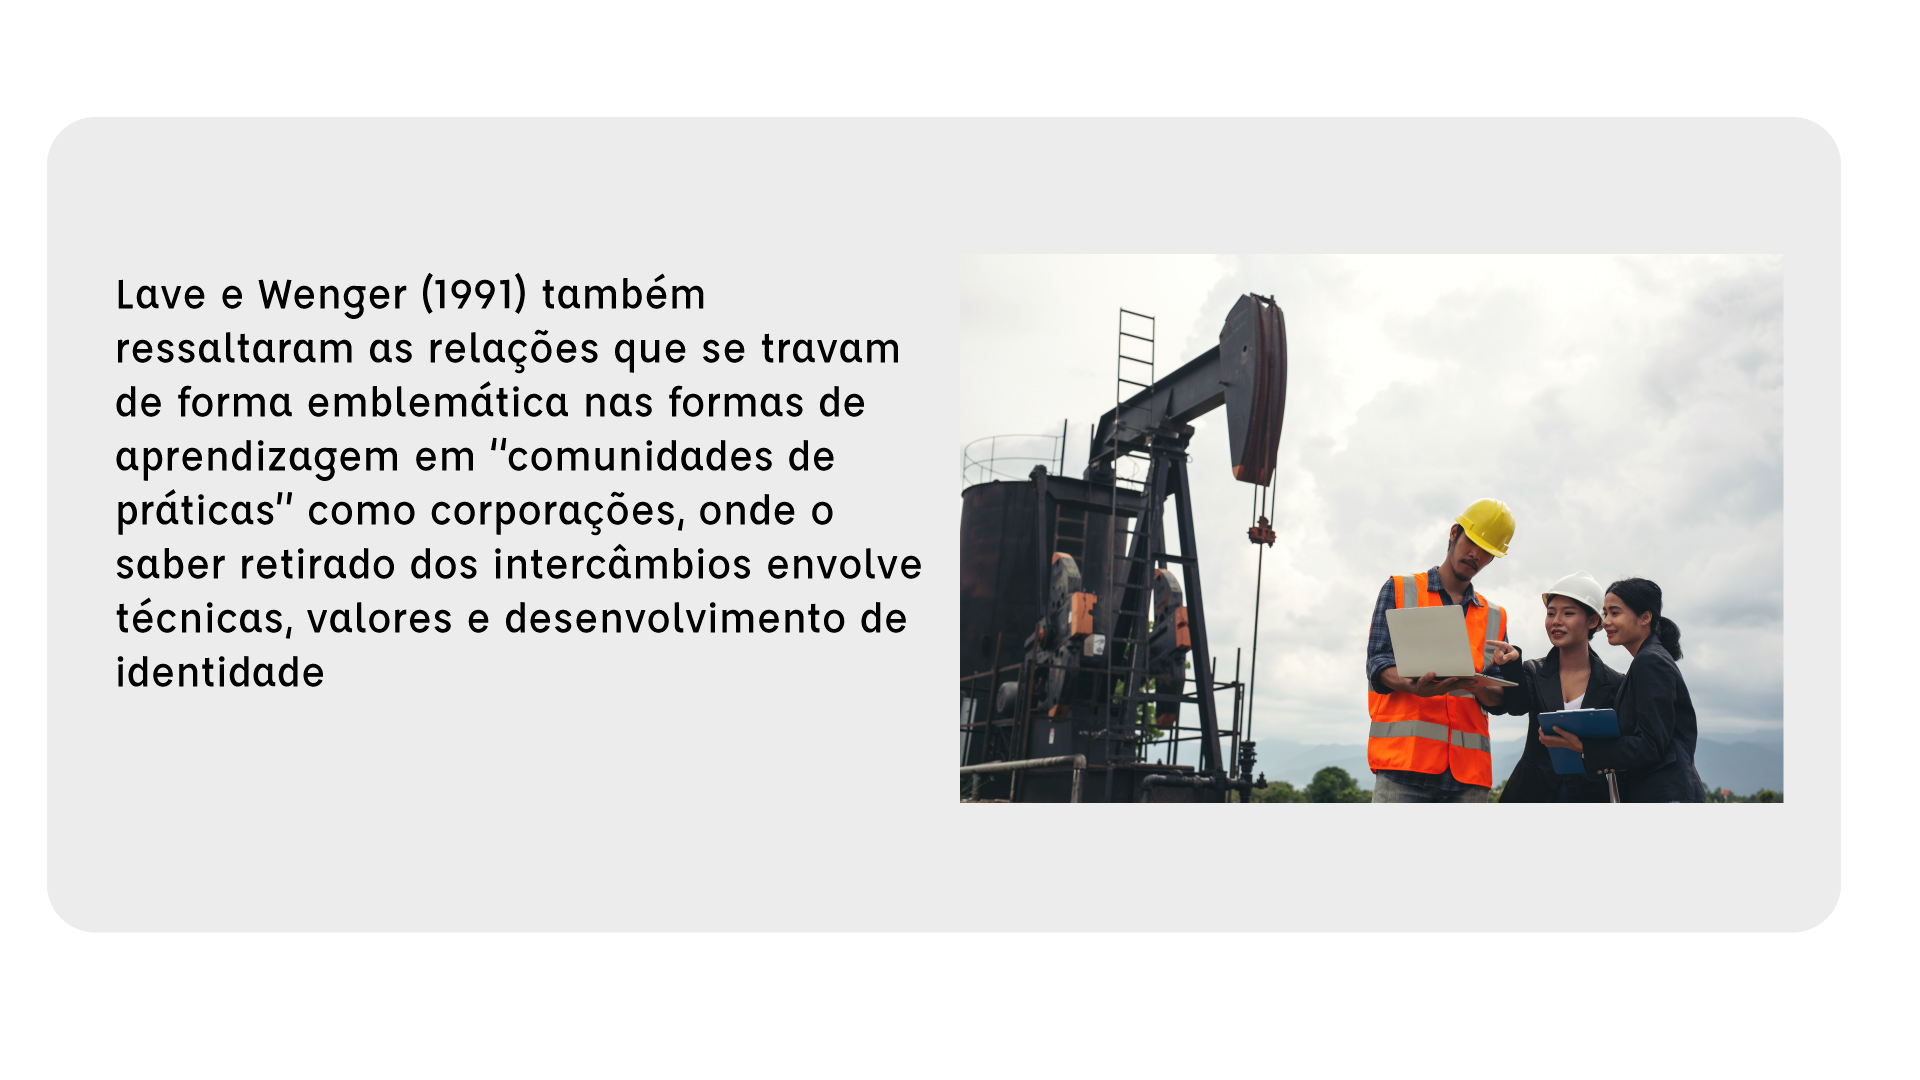 Lave e Wenger (1991) também
ressaltaram as relações que se travam
de forma emblemática nas formas de
aprendizagem em “comunidades de
práticas” como corporações, onde o
saber retirado dos intercâmbios envolve
técnicas, valores e desenvolvimento de
identidade